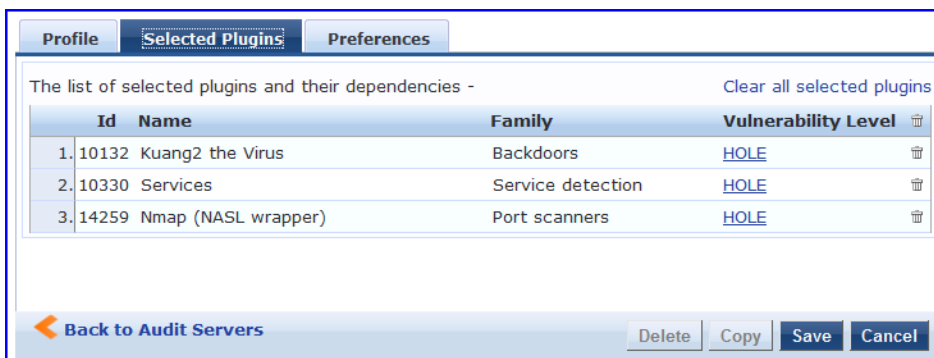 Profile Selected Plugins Preferences
The list of selected plugins and their dependencies - Clear all selected plugins
Id Name Family Vulnerability Level
1. 10132 Kuang2 the Virus Backdoors HOLE
2. 10330 Services Service detection HOLE
3. 14259 Nmap (NASL wrapper) Port scanners HOLE
Back to Audit Servers Delete Copy Save Cancel